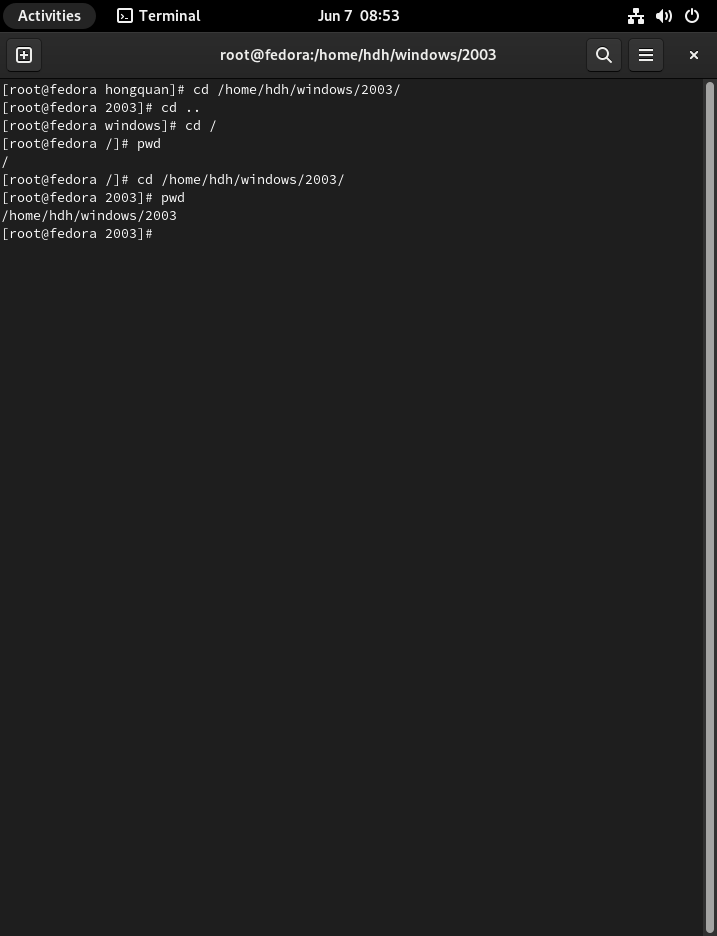 Activities Terminal Jun 7 08:53
root@fedora:/home/hdh/windows/2003
[root@fedora hongquan]# cd /home/hdh/windows/2003/
[root@fedora 2003]# cd ..
[root@fedora windows]# cd /
[root@fedora /]# pwd
/
[root@fedora /]# cd /home/hdh/windows/2003/
[root@fedora 2003]# pwd
/home/hdh/windows/2003
[root@fedora 2003]#